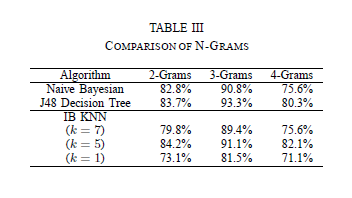 TABLE III
COMPARISON OF N-GRAMS
Algorithm 2-Grams 3-Grams 4-Grams
Naive Bayesian 82.8% 90.8% 75.6%
J48 Decision Tree 83.7% 93.3% 80.3%
IB KNN
(k = 7) 79.8% 89.4% 75.6%
(k = 5) 84.2% 91.1% 82.1%
(k = 1) 73.1% 81.5% 71.1%